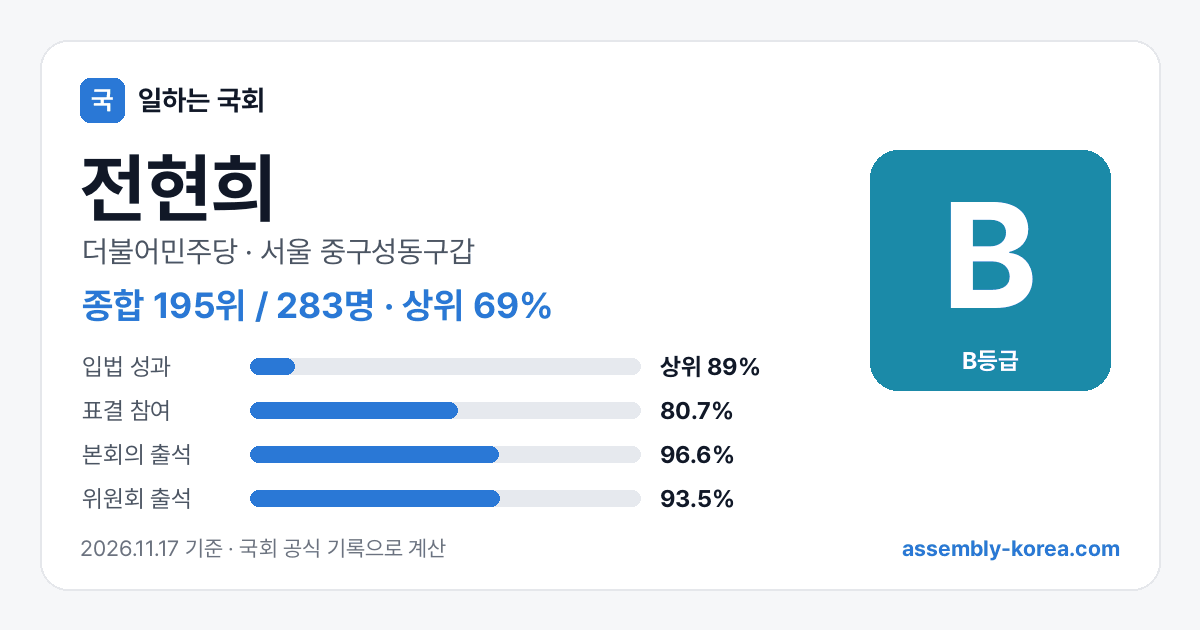 국 일하는 국회
전현희
더불어민주당 · 서울 중구성동구갑
종합 195위 / 283명 · 상위 69%
B
B등급
입법 성과 상위 89%
표결 참여 80.7%
본회의 출석 96.6%
위원회 출석 93.5%
2026.11.17 기준 · 국회 공식 기록으로 계산
assembly-korea.com